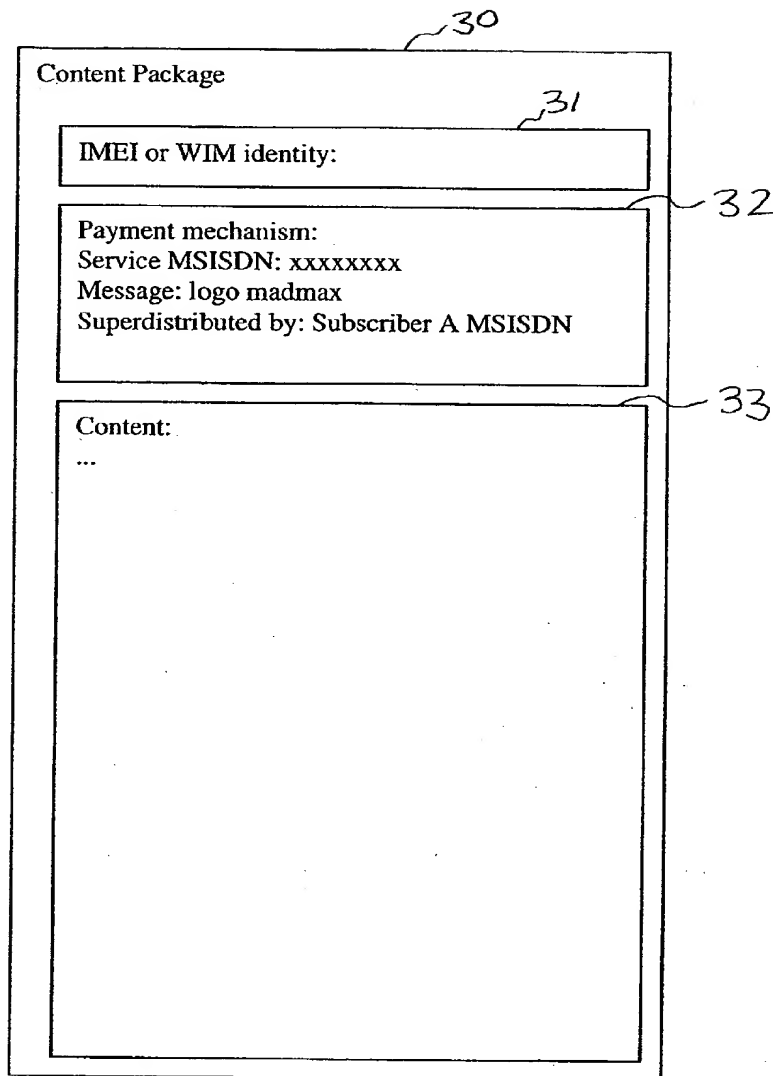 30
Content Package
31
IMEI or WIM identity:
32
Payment mechanism:
Service MSISDN: xxxxxxxx
Message: logo madmax
Superdistributed by: Subscriber A MSISDN
33
Content:
...